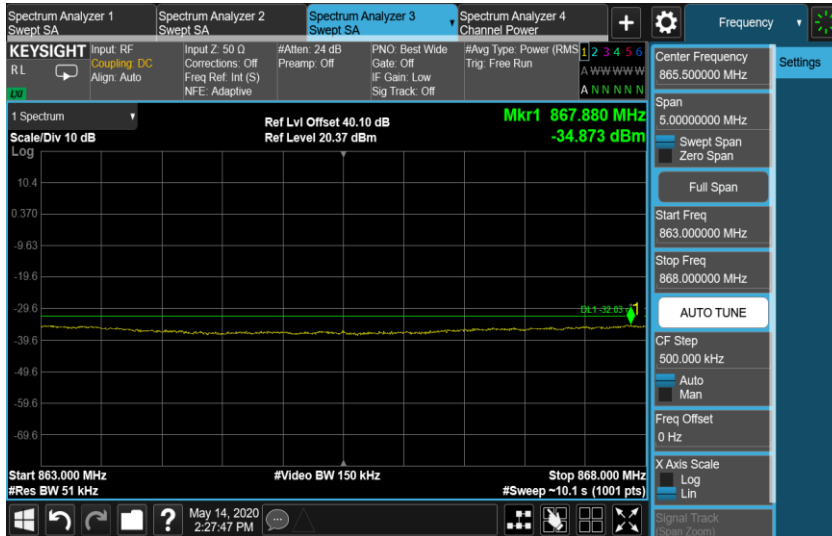 Spectrum Analyzer 1
Swept SA
Spectrum Analyzer 2
Swept SA
Spectrum Analyzer 3
Swept SA
Spectrum Analyzer 4
Channel Power
+
Frequency
KEYSIGHT
R L
LXI
Input: RF
Coupling: DC
Align: Auto
Input Z: 50 Ω
Corrections: Off
Freq Ref: Int (S)
NFE: Adaptive
#Atten: 24 dB
Preamp: Off
PNO: Best Wide
Gate: Off
IF Gain: Low
Sig Track: Off
#Avg Type: Power (RMS
Trig: Free Run
1 2 3 4 5 6
A W W W W W
A N N N N N
1 Spectrum
Scale/Div 10 dB
Ref Lvl Offset 40.10 dB
Ref Level 20.37 dBm
Mkr1 867.880 MHz
-34.873 dBm
Log
10.4
0.370
-9.63
-19.6
-29.6
-39.6
-49.6
-59.6
-69.6
DL1 -32.03
1
Start 863.000 MHz
#Res BW 51 kHz
#Video BW 150 kHz
Stop 868.000 MHz
#Sweep ~10.1 s (1001 pts)
?
May 14, 2020
2:27:47 PM
Center Frequency
865.500000 MHz
Settings
Span
5.00000000 MHz
Swept Span
Zero Span
Full Span
Start Freq
863.000000 MHz
Stop Freq
868.000000 MHz
AUTO TUNE
CF Step
500.000 kHz
Auto
Man
Freq Offset
0 Hz
X Axis Scale
Log
Lin
Signal Track
(Span Zoom)